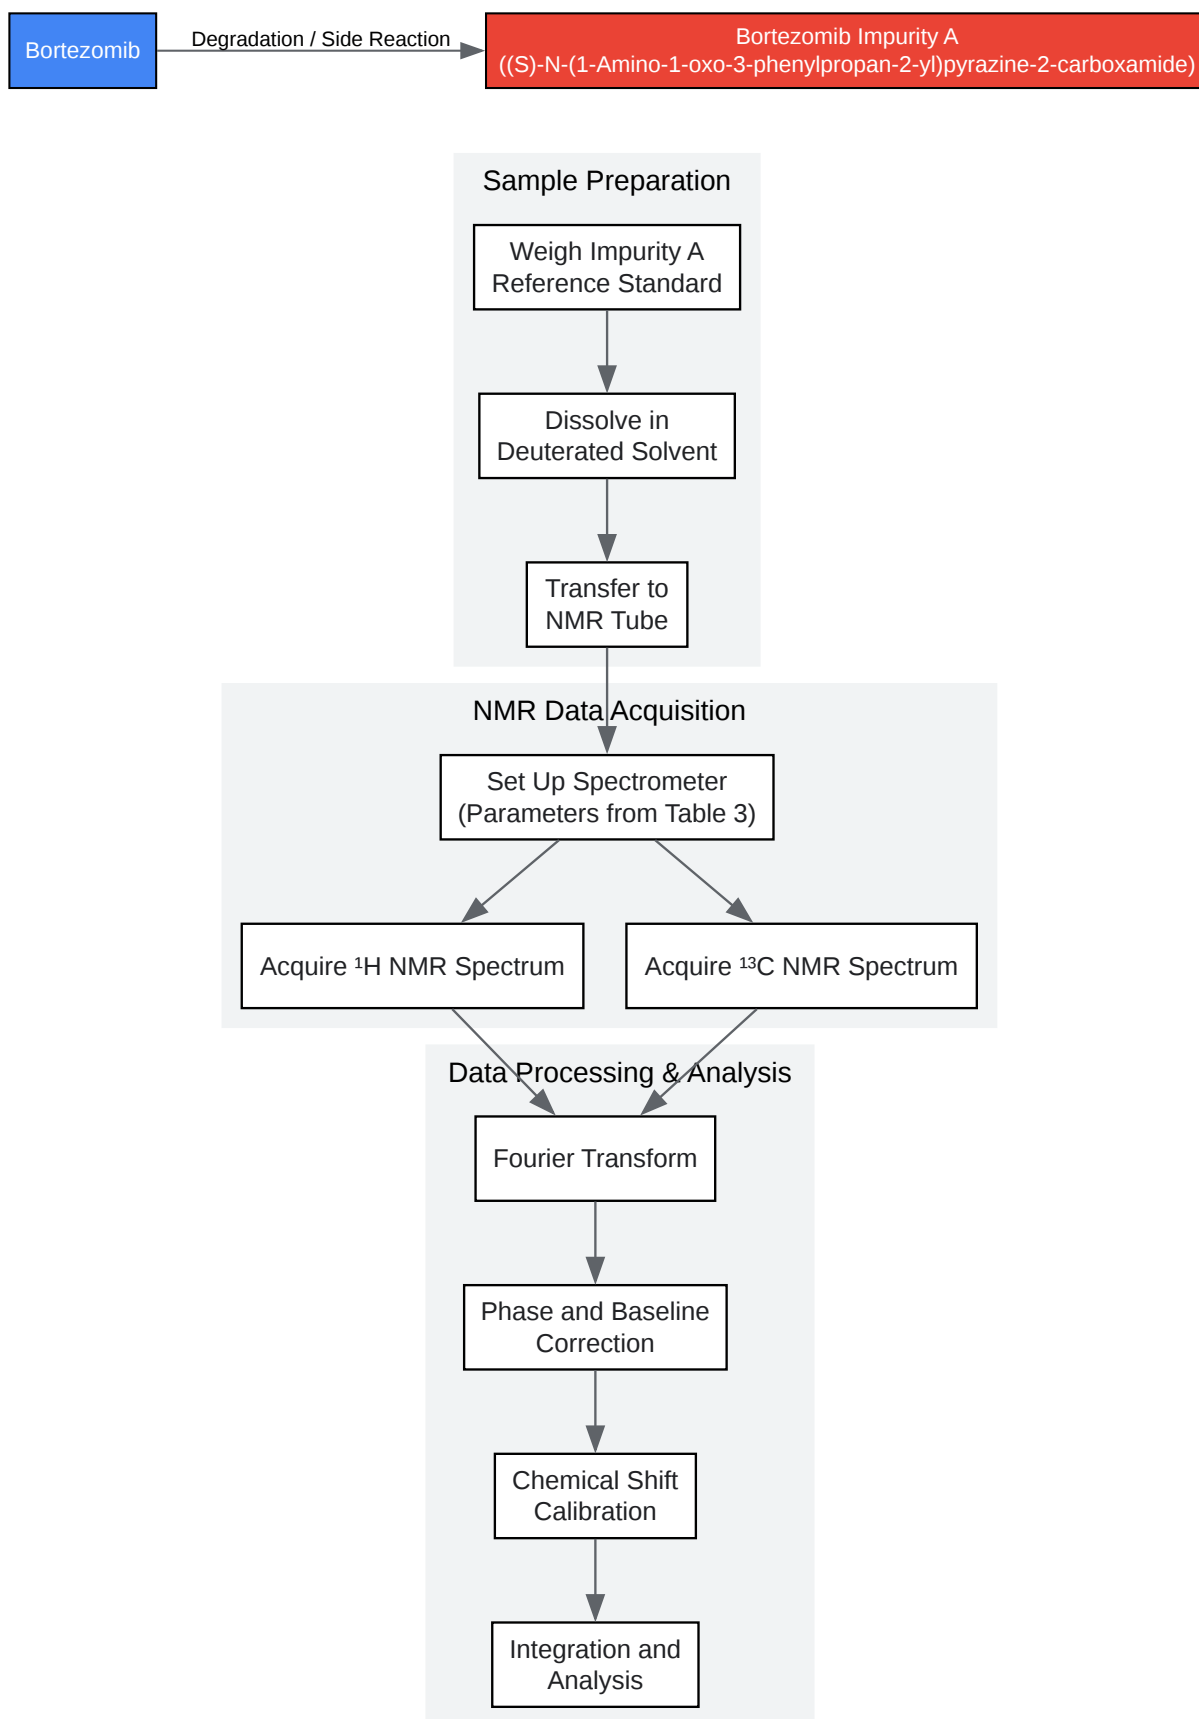 Bortezomib
Degradation / Side Reaction
Bortezomib Impurity A
((S)-N-(1-Amino-1-oxo-3-phenylpropan-2-yl)pyrazine-2-carboxamide)
Sample Preparation
Weigh Impurity A
Reference Standard
Dissolve in
Deuterated Solvent
Transfer to
NMR Tube
NMR Data Acquisition
Set Up Spectrometer
(Parameters from Table 3)
Acquire ¹H NMR Spectrum
Acquire ¹³C NMR Spectrum
Data Processing & Analysis
Fourier Transform
Phase and Baseline
Correction
Chemical Shift
Calibration
Integration and
Analysis